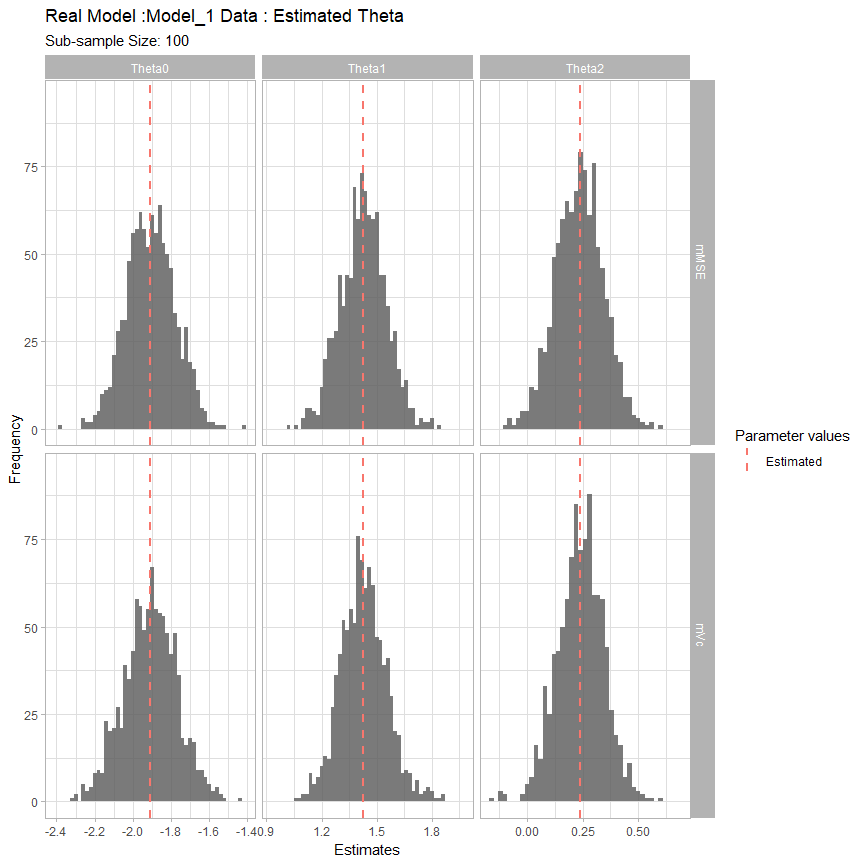 Real Model :Model_1 Data : Estimated Theta
Sub-sample Size: 100
Theta0 Theta1 Theta2
75
50
25
0
mMSE
Frequency
75
50
25
0
mVc
-2.4 -2.2 -2.0 -1.8 -1.6 -1.4 0.9 1.2 1.5 1.8 0.00 0.25 0.50
Estimates
Parameter values
Estimated